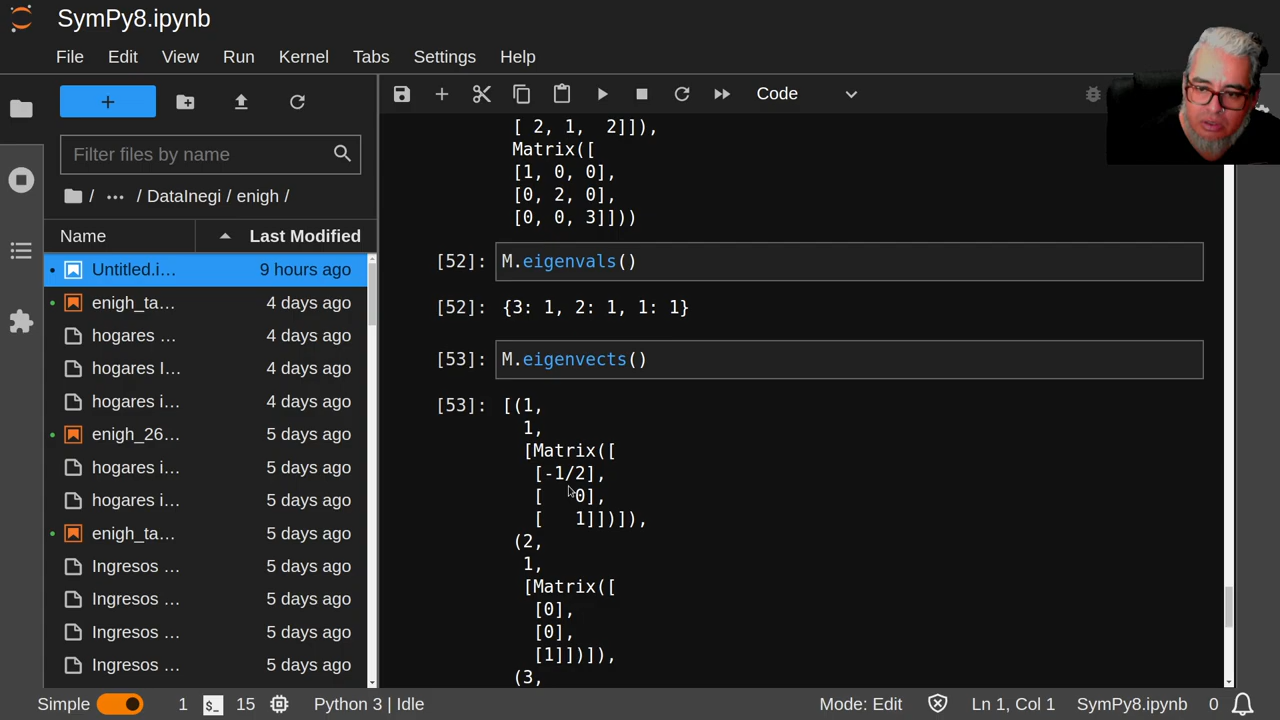 SymPy8.ipynb
File Edit View Run Kernel Tabs Settings Help
+
Code
Filter files by name
/ ... / DataInegi / enigh /
Name Last Modified
Untitled.i... 9 hours ago
enigh_ta... 4 days ago
hogares ... 4 days ago
hogares I... 4 days ago
hogares i... 4 days ago
enigh_26... 5 days ago
hogares i... 5 days ago
hogares i... 5 days ago
enigh_ta... 5 days ago
Ingresos ... 5 days ago
Ingresos ... 5 days ago
Ingresos ... 5 days ago
Ingresos ... 5 days ago
[ 2, 1,  2]]),
Matrix([
[1, 0, 0],
[0, 2, 0],
[0, 0, 3]]))
[52]: M.eigenvals()
[52]: {3: 1, 2: 1, 1: 1}
[53]: M.eigenvects()
[53]: [(1,
1,
[Matrix([
[-1/2],
[   0],
[   1]])]),
(2,
1,
[Matrix([
[0],
[0],
[1]])]),
(3,
Simple 1 15 Python 3 | Idle Mode: Edit Ln 1, Col 1 SymPy8.ipynb 0